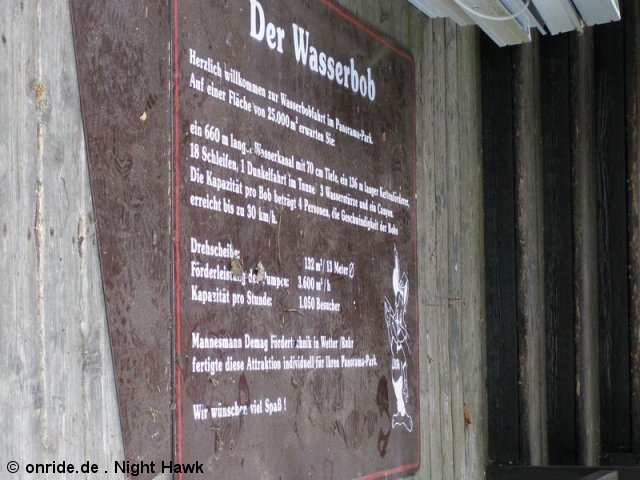 Der Wasserbob
Herzlich willkommen zur Wasserbobfahrt im Panorama-Park.
Auf einer Fläche von 25.000 m² erwarten Sie:
ein 660 m langer Wasserkanal mit 70 cm Tiefe, ein 136 m langer Kettenförderer,
18 Schleifen, 1 Dunkelfahrt im Tunnel 3 Wasserstürze und ein Canyon.
Die Kapazität pro Bob beträgt 4 Personen, die Geschwindigkeit der Bobs
erreicht bis zu 30 km/h.
Drehscheibe: 132 m²/ 13 Meter Ø
Förderleistung der Pumpen: 3.600 m³/h
Kapazität pro Stunde: 1.050 Besucher
Mannesmann Demag Fördertechnik in Wetter/Ruhr
fertigte diese Attraktion individuell für Ihren Panorama-Park.
Wir wünschen viel Spaß !
© onride.de . Night Hawk